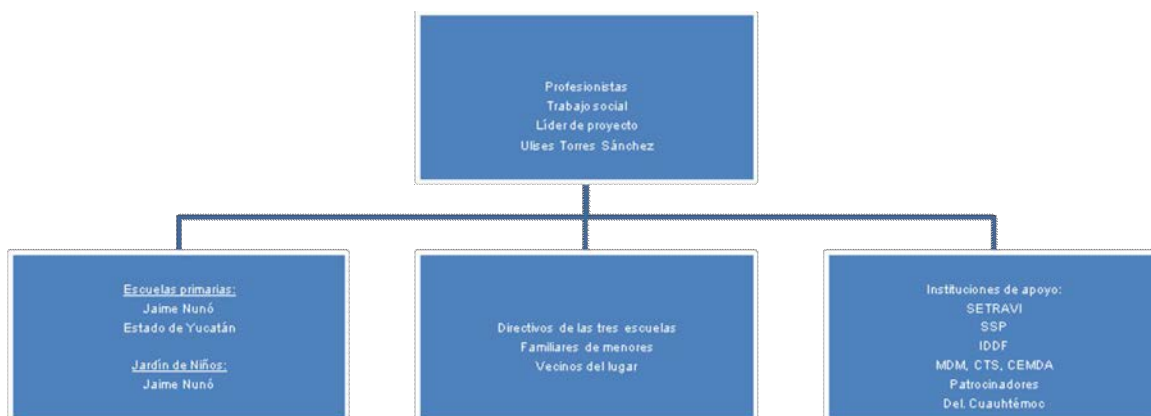 Profesionistas
Trabajo social
Líder de proyecto
Ulises Torres Sánchez
Escuelas primarias:
Jaime Nunó
Estado de Yucatán
Jardín de Niños:
Jaime Nunó
Directivos de las tres escuelas
Familiares de menores
Vecinos del lugar
Instituciones de apoyo:
SETRAVI
SSP
IDDF
MDM, CTS, CEMDA
Patrocinadores
Del. Cuauhtémoc